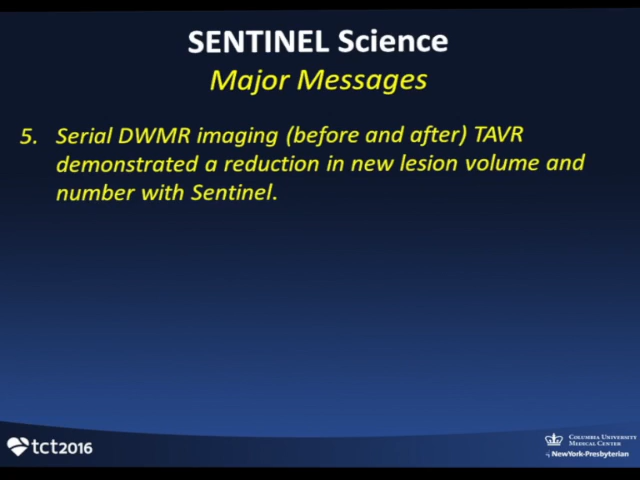 SENTINEL Science
Major Messages
5. Serial DWMR imaging (before and after) TAVR
demonstrated a reduction in new lesion volume and
number with Sentinel.
tct2016
COLUMBIA UNIVERSITY
MEDICAL CENTER
NewYork-Presbyterian